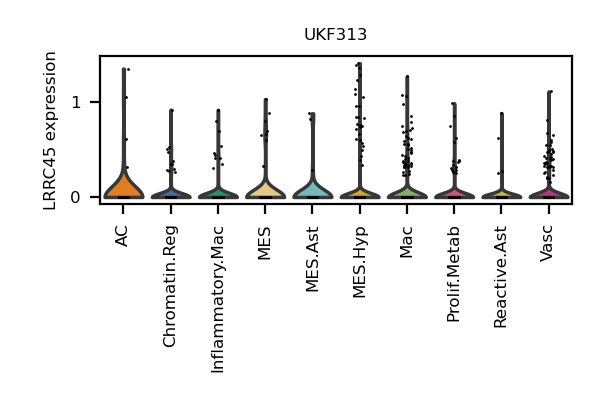 UKF313
LRRC45 expression
1
0
AC
Chromatin.Reg
Inflammatory.Mac
MES
MES.Ast
MES.Hyp
Mac
Prolif.Metab
Reactive.Ast
Vasc